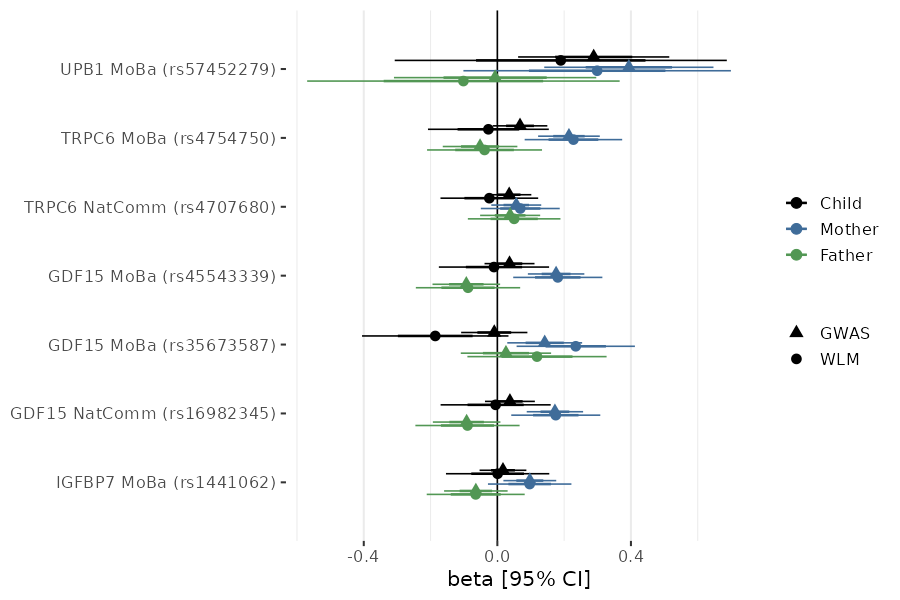 UPB1 MoBa (rs57452279)
TRPC6 MoBa (rs4754750)
TRPC6 NatComm (rs4707680)
GDF15 MoBa (rs45543339)
GDF15 MoBa (rs35673587)
GDF15 NatComm (rs16982345)
IGFBP7 MoBa (rs1441062)
-0.4 0.0 0.4
beta [95% CI]
Child
Mother
Father
GWAS
WLM